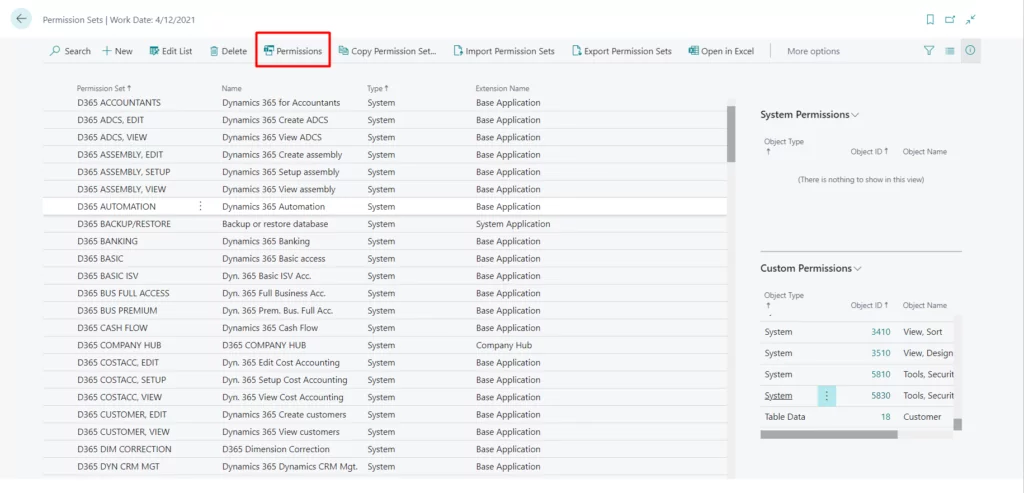 Permission Sets | Work Date: 4/12/2021
Search + New Edit List Delete Permissions Copy Permission Set... Import Permission Sets Export Permission Sets Open in Excel More options
Permission Set ↑ Name Type ↑ Extension Name
D365 ACCOUNTANTS Dynamics 365 for Accountants System Base Application
D365 ADCS, EDIT Dynamics 365 Create ADCS System Base Application
D365 ADCS, VIEW Dynamics 365 View ADCS System Base Application
D365 ASSEMBLY, EDIT Dynamics 365 Create assembly System Base Application
D365 ASSEMBLY, SETUP Dynamics 365 Setup assembly System Base Application
D365 ASSEMBLY, VIEW Dynamics 365 View assembly System Base Application
D365 AUTOMATION Dynamics 365 Automation System Base Application
D365 BACKUP/RESTORE Backup or restore database System System Application
D365 BANKING Dynamics 365 Banking System Base Application
D365 BASIC Dynamics 365 Basic access System Base Application
D365 BASIC ISV Dyn. 365 Basic ISV Acc. System Base Application
D365 BUS FULL ACCESS Dyn. 365 Full Business Acc. System Base Application
D365 BUS PREMIUM Dyn. 365 Prem. Bus. Full Acc. System Base Application
D365 CASH FLOW Dynamics 365 Cash Flow System Base Application
D365 COMPANY HUB D365 COMPANY HUB System Company Hub
D365 COSTACC, EDIT Dyn. 365 Edit Cost Accounting System Base Application
D365 COSTACC, SETUP Dyn. 365 Setup Cost Accounting System Base Application
D365 COSTACC, VIEW Dyn. 365 View Cost Accounting System Base Application
D365 CUSTOMER, EDIT Dynamics 365 Create customers System Base Application
D365 CUSTOMER, VIEW Dynamics 365 View customers System Base Application
D365 DIM CORRECTION D365 Dimension Correction System Base Application
D365 DYN CRM MGT Dynamics 365 Dynamics CRM Mgt. System Base Application
System Permissions
Object Type
↑ Object ID ↑ Object Name
(There is nothing to show in this view)
Custom Permissions
Object Type
↑ Object ID ↑ Object Name
System 3410 View, Sort
System 3510 View, Design
System 5810 Tools, Securit
System 5830 Tools, Securit
Table Data 18 Customer